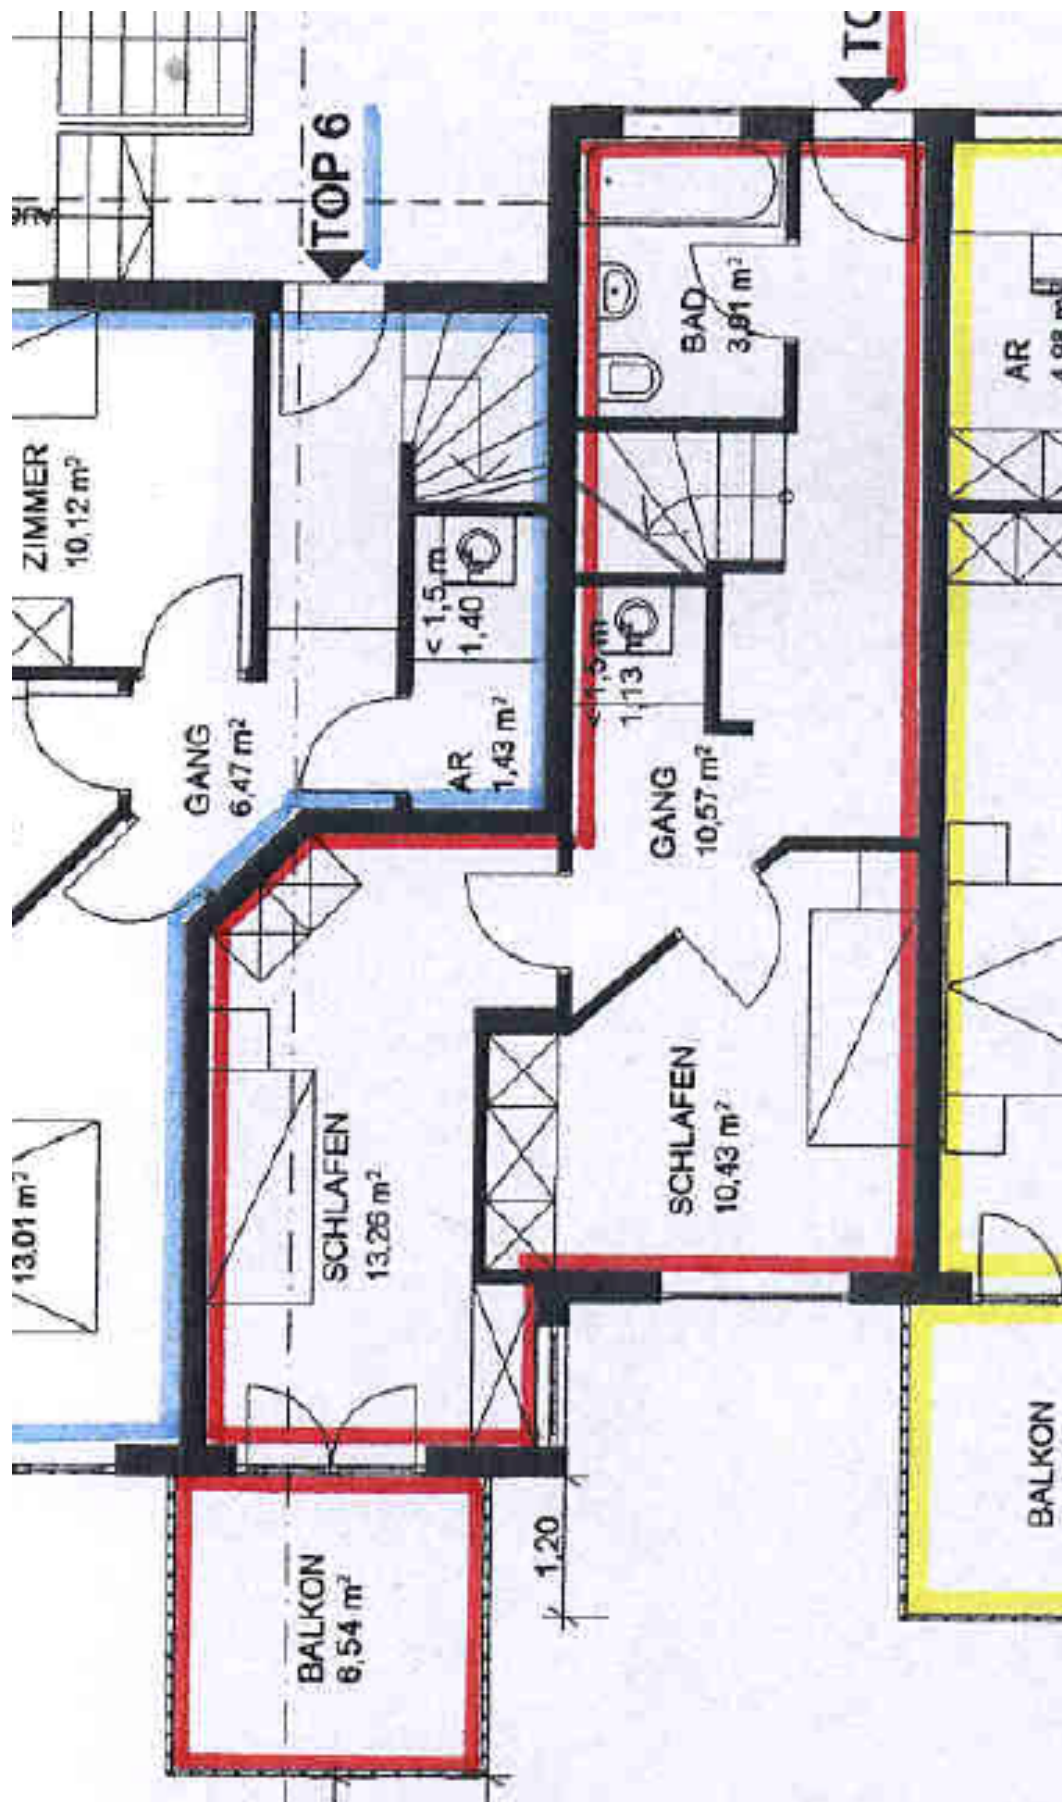 TOP 6
ZIMMER
10,12 m²
< 1,5 m
1,40
GANG
6,47 m²
AR
1,43 m²
13,01 m²
SCHLAFEN
13,26 m²
BALKON
6,54 m²
1,20
BAD
3,81 m²
< 1,5 m
1,13 m²
GANG
10,57 m²
SCHLAFEN
10,43 m²
AR
BALKON